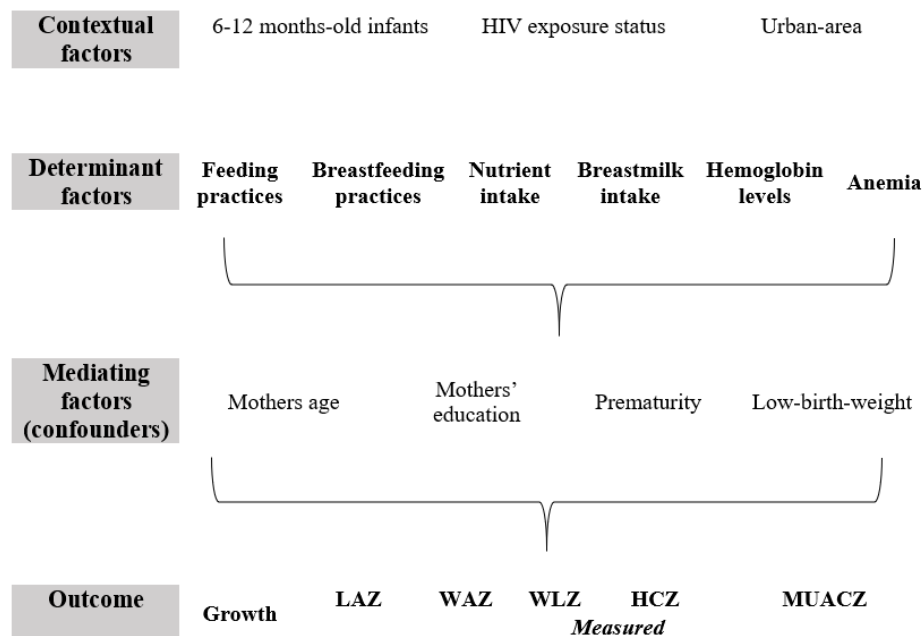 Contextual factors 6-12 months-old infants HIV exposure status Urban-area
Determinant factors Feeding practices Breastfeeding practices Nutrient intake Breastmilk intake Hemoglobin levels Anemia
Mediating factors (confounders) Mothers age Mothers’ education Prematurity Low-birth-weight
Outcome Growth LAZ WAZ WLZ HCZ MUACZ
Measured